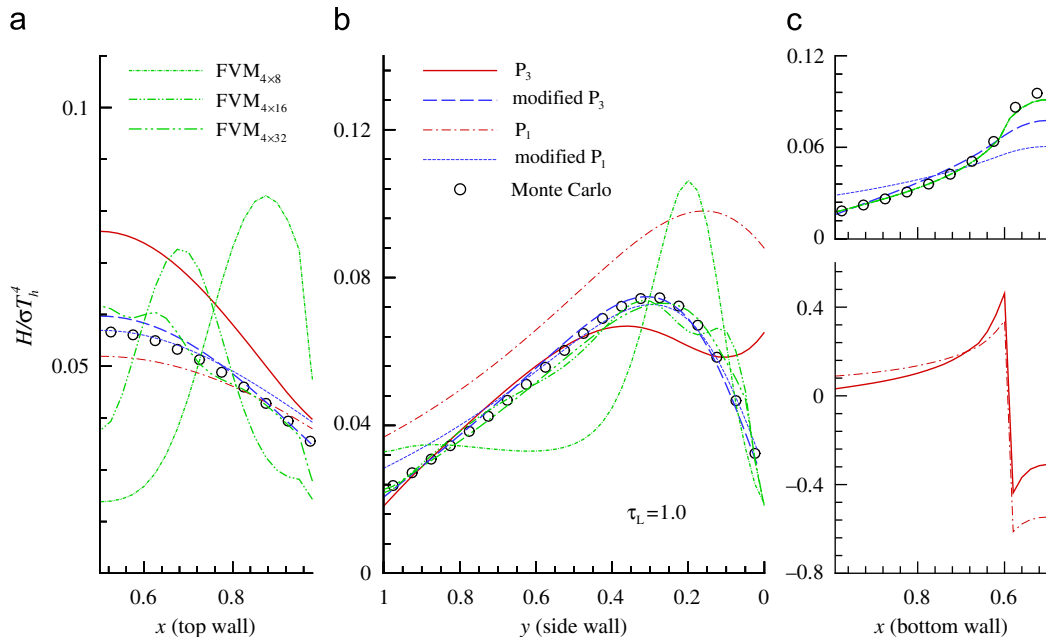 a
b
c
FVM4×8
FVM4×16
FVM4×32
P3
modified P3
P1
modified P1
Monte Carlo
τL=1.0
H/σTh4
0.1
0.05
0.6
0.8
x (top wall)
0.12
0.08
0.04
0
1
0.8
0.6
0.4
0.2
0
y (side wall)
0.12
0.06
0
0.4
0
−0.4
−0.8
0.8
0.6
x (bottom wall)